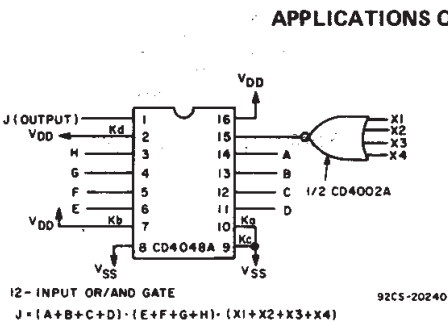 APPLICATIONS O
VDD
J (OUTPUT) 1 16
VDD Kd 2 15 X1
X2
X3
X4
H 3 14 A
G 4 13 B 1/2 CD4002A
F 5 12 C
E 6 11 D
VDD Kb 7 10 Ka
8 CD4048A 9 Kc
VSS VSS
12-INPUT OR/AND GATE
92CS-20240
J = (A+B+C+D)·(E+F+G+H)·(X1+X2+X3+X4)